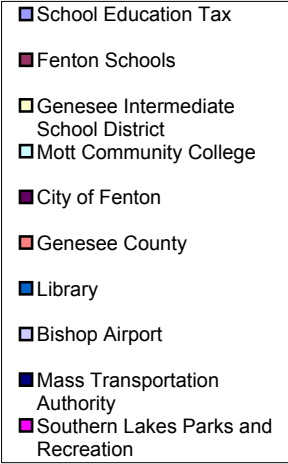 School Education Tax
Fenton Schools
Genesee Intermediate
School District
Mott Community College
City of Fenton
Genesee County
Library
Bishop Airport
Mass Transportation
Authority
Southern Lakes Parks and
Recreation